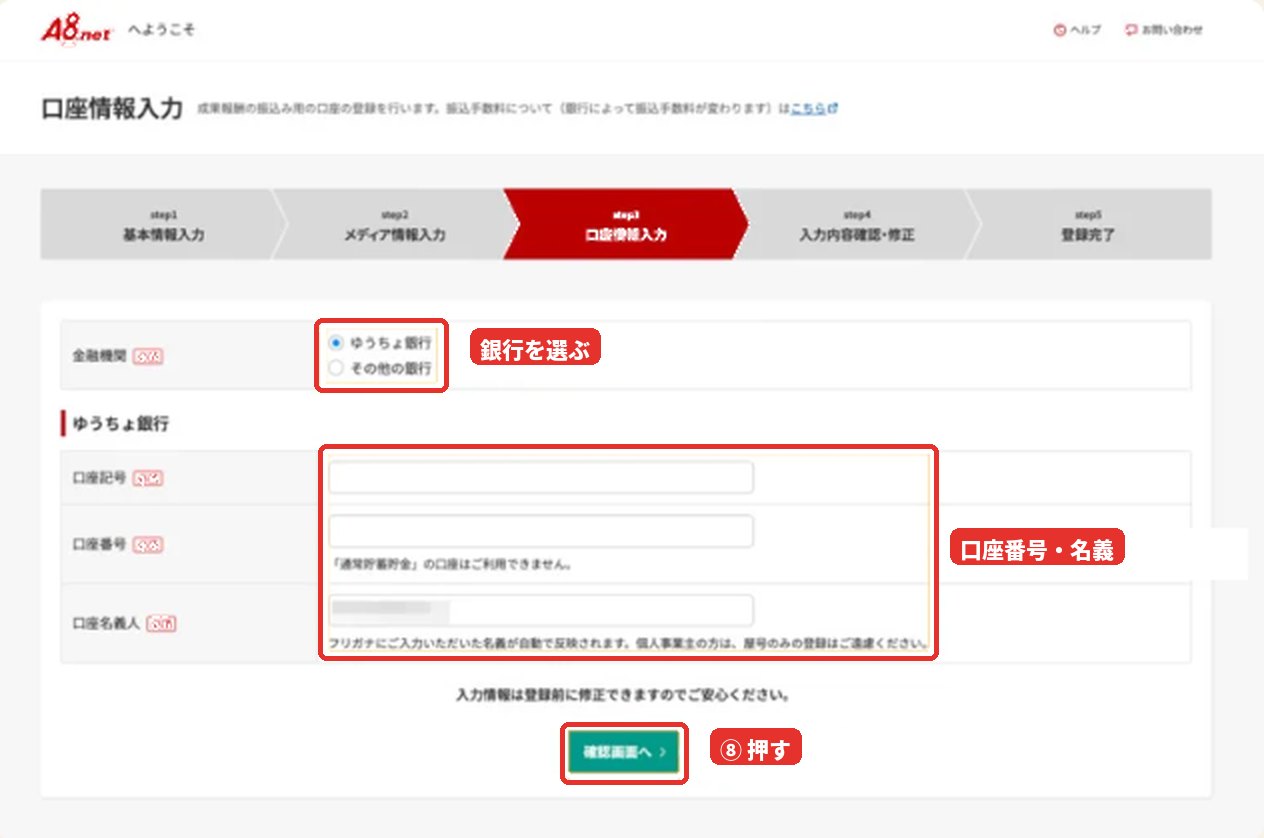 A8.net へようこそ
ヘルプ お問い合わせ
口座情報入力 成果報酬の振込み用の口座の登録を行います。振込手数料について(銀行によって振込手数料が変わります)はこちら
step1
基本情報入力
step2
メディア情報入力
step3
口座情報入力
step4
入力内容確認・修正
step5
登録完了
金融機関
ゆうちょ銀行
その他の銀行
銀行を選ぶ
ゆうちょ銀行
口座記号
口座番号
「通常貯蓄貯金」の口座はご利用できません。
口座番号・名義
口座名義人
フリガナにご入力いただいた名義が自動で反映されます。個人事業主の方は、屋号のみの登録はご遠慮ください。
入力情報は登録前に修正できますのでご安心ください。
確認画面へ
⑧ 押す